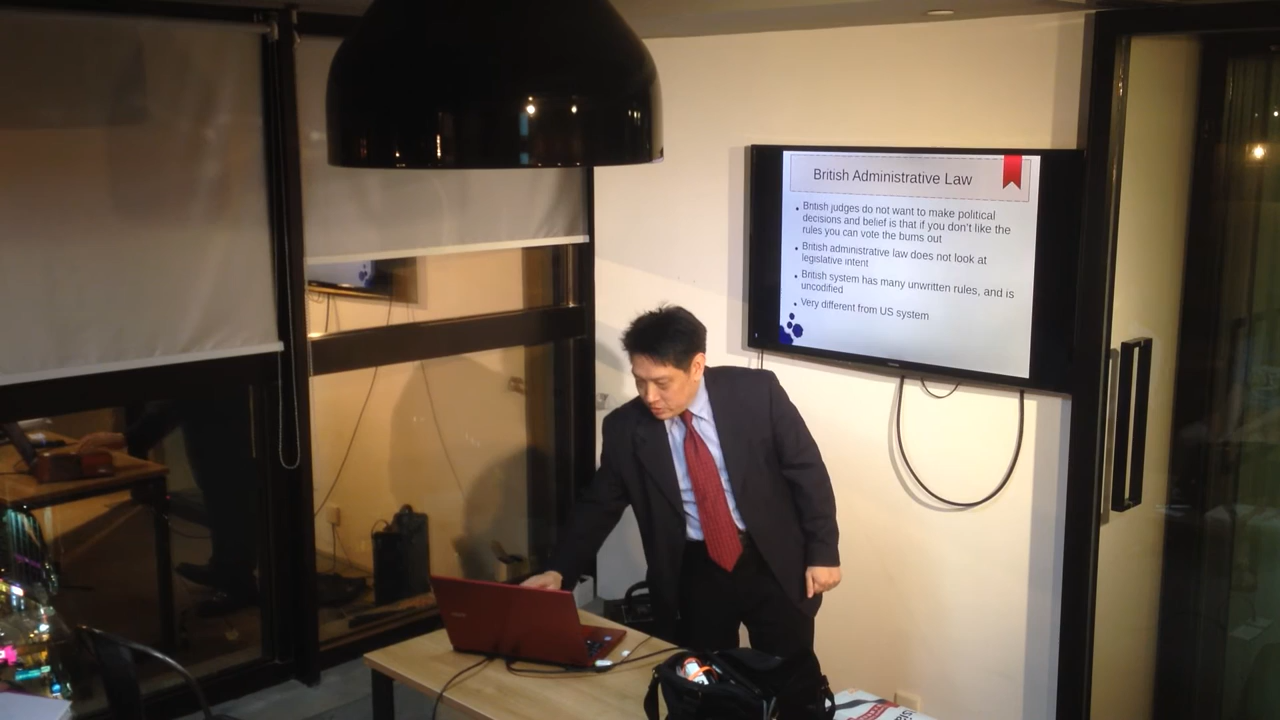 British Administrative Law
British judges do not want to make political
decisions and belief is that if you don't like the
rules you can vote the bums out
British administrative law does not look at
legislative intent
British system has many unwritten rules, and is
uncodified
Very different from US system